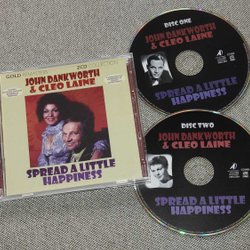 GOLD
2CD COLLECTION
JOHN DANKWORTH
& CLEO LAINE
SPREAD A LITTLE
HAPPINESS
DISC ONE
JOHN DANKWORTH
& CLEO LAINE
SPREAD A LITTLE
HAPPINESS
DISC TWO
JOHN DANKWORTH
& CLEO LAINE
SPREAD A LITTLE
HAPPINESS